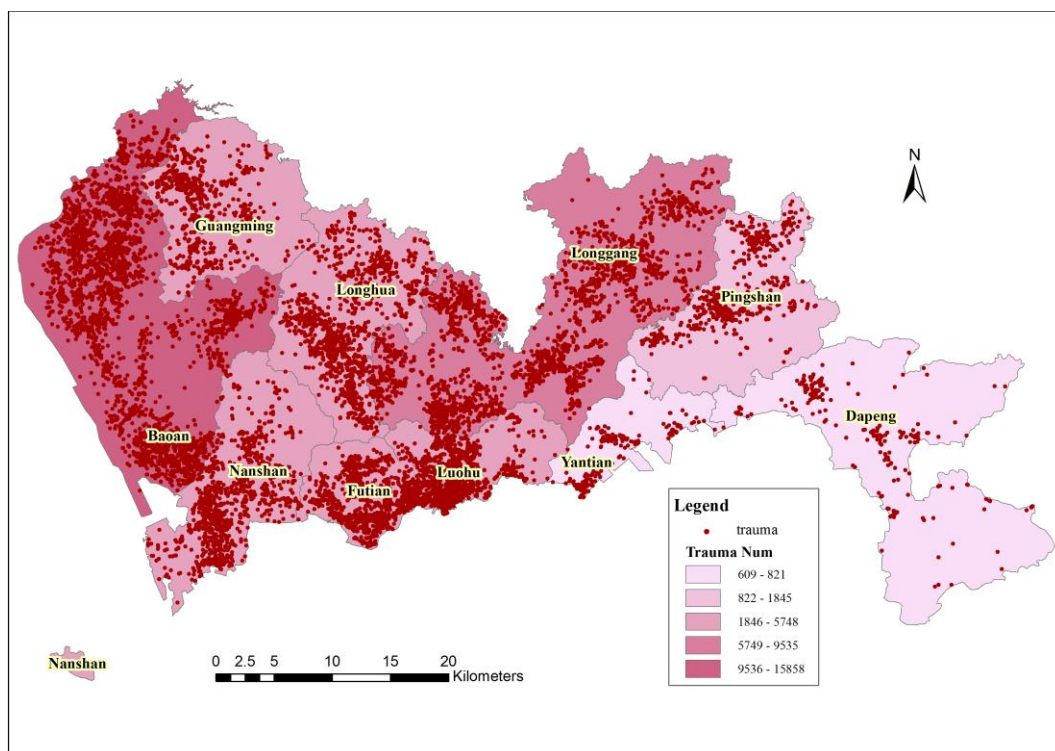 N
Guangming
Longgang
Longhua
Pingshan
Dapeng
Baoan
Nanshan
Luohu
Yantian
Futian
Legend
trauma
Trauma Num
609 - 821
822 - 1845
1846 - 5748
5749 - 9535
9536 - 15858
Nanshan
0 2.5 5 10 15 20
Kilometers